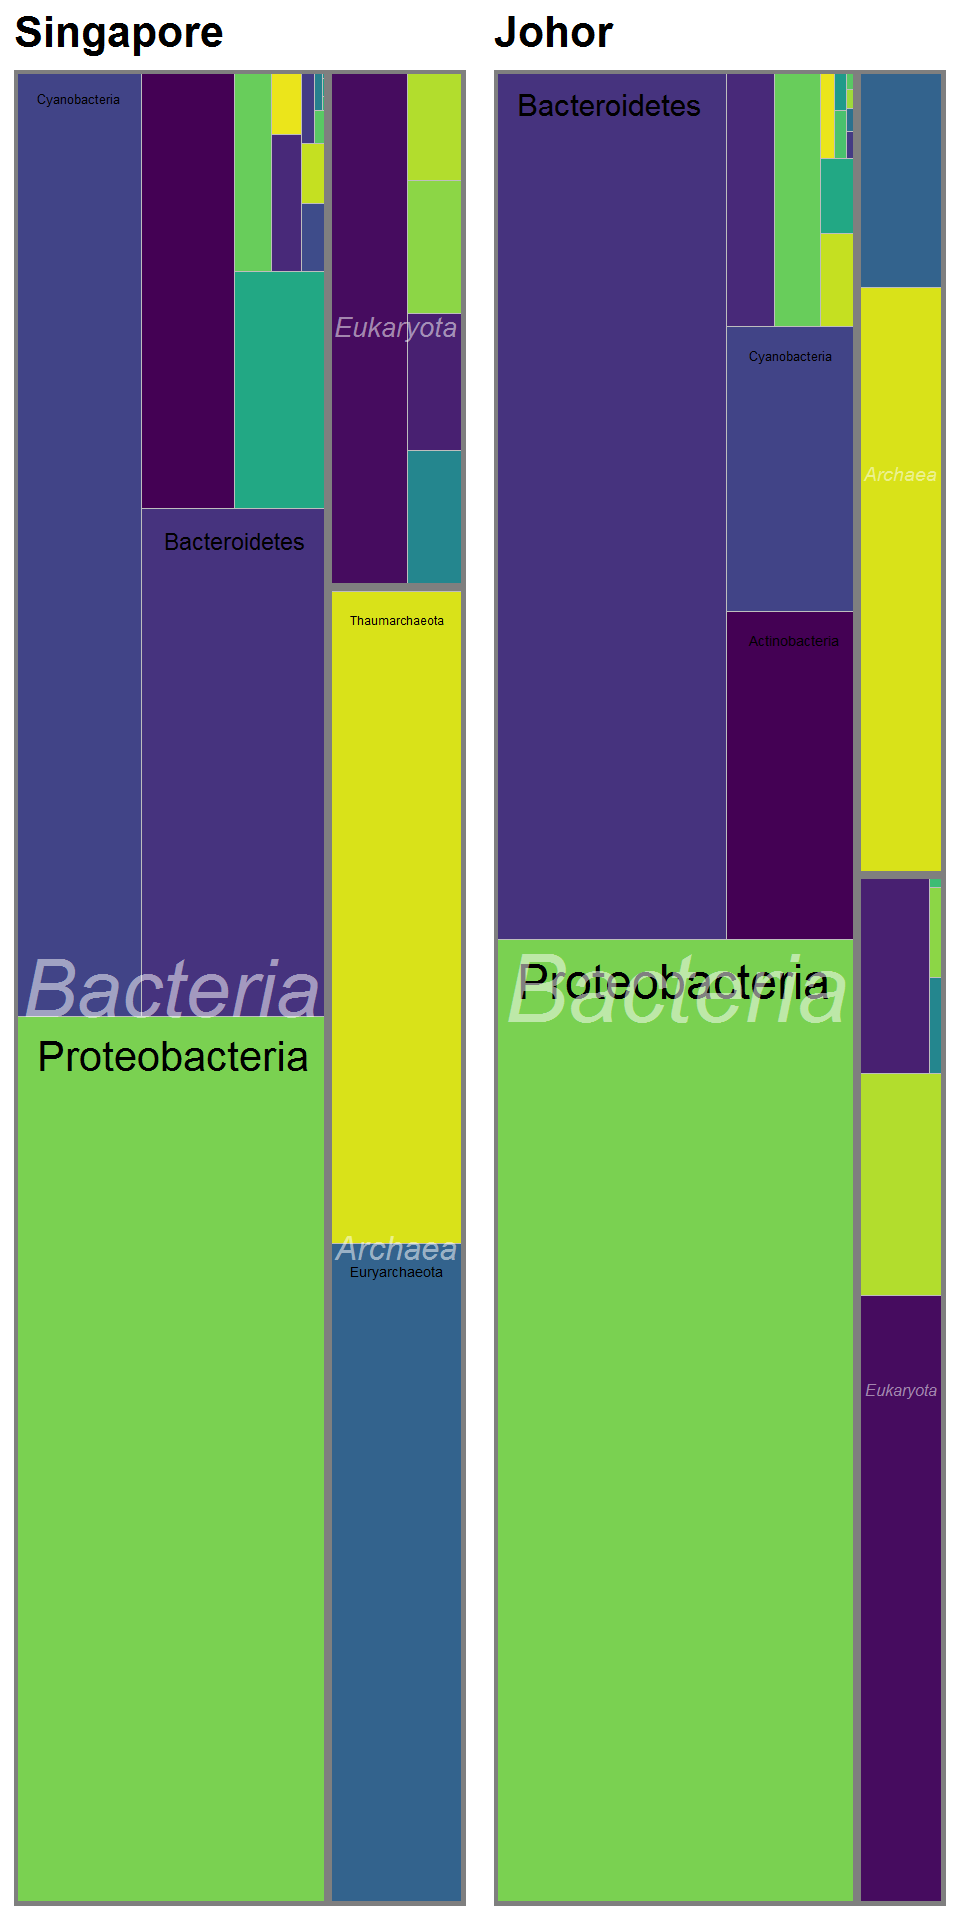 Singapore
Cyanobacteria
Eukaryota
Bacteroidetes
Thaumarchaeota
Bacteria
Proteobacteria
Archaea
Euryarchaeota
Johor
Bacteroidetes
Cyanobacteria
Archaea
Actinobacteria
Proteobacteria
Bacteria
Eukaryota